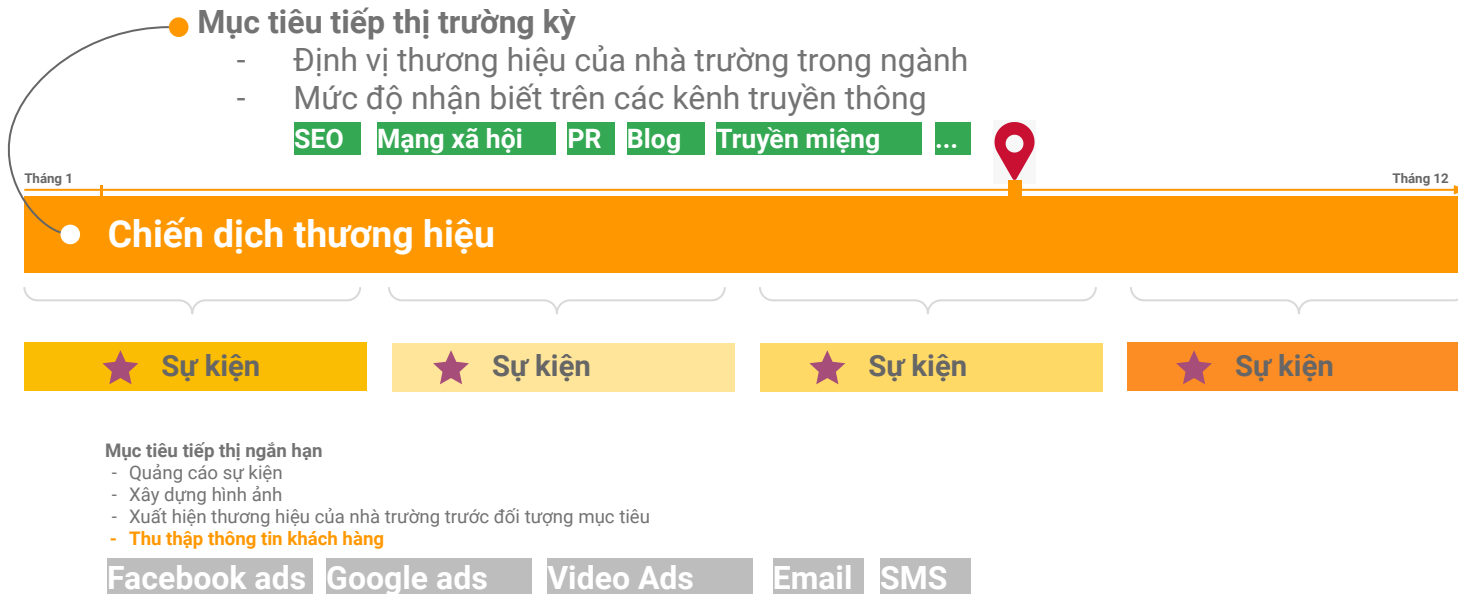 Mục tiêu tiếp thị trường kỳ
- Định vị thương hiệu của nhà trường trong ngành
- Mức độ nhận biết trên các kênh truyền thông
SEO Mạng xã hội PR Blog Truyền miệng ...
Tháng 1 Tháng 12
Chiến dịch thương hiệu
Sự kiện Sự kiện Sự kiện Sự kiện
Mục tiêu tiếp thị ngắn hạn
- Quảng cáo sự kiện
- Xây dựng hình ảnh
- Xuất hiện thương hiệu của nhà trường trước đối tượng mục tiêu
- Thu thập thông tin khách hàng
Facebook ads Google ads Video Ads Email SMS